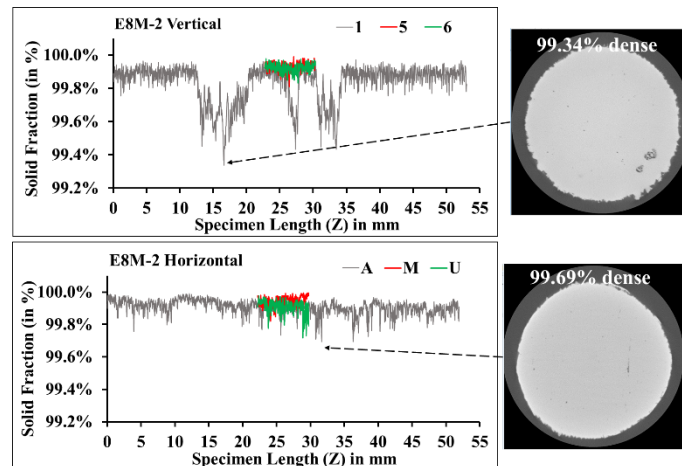 E8M-2 Vertical
1 5 6
Solid Fraction (in %)
100.0%
99.8%
99.6%
99.4%
99.2%
0 5 10 15 20 25 30 35 40 45 50 55
Specimen Length (Z) in mm
99.34% dense
E8M-2 Horizontal
A M U
Solid Fraction (in %)
100.0%
99.8%
99.6%
99.4%
99.2%
0 5 10 15 20 25 30 35 40 45 50 55
Specimen Length (Z) in mm
99.69% dense